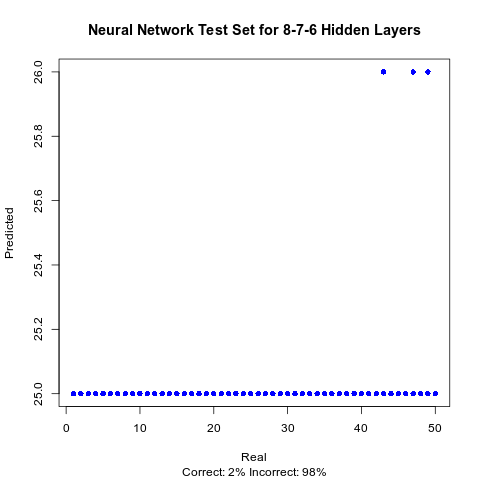 Neural Network Test Set for 8-7-6 Hidden Layers
Predicted
26.0
25.8
25.6
25.4
25.2
25.0
0 10 20 30 40 50
Real
Correct: 2% Incorrect: 98%